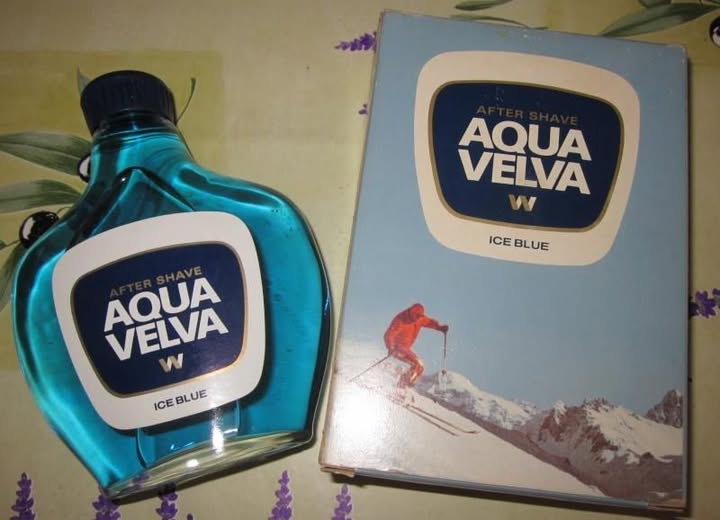 AFTER SHAVE
AQUA
VELVA
W
ICE BLUE
AFTER SHAVE
AQUA
VELVA
W
ICE BLUE